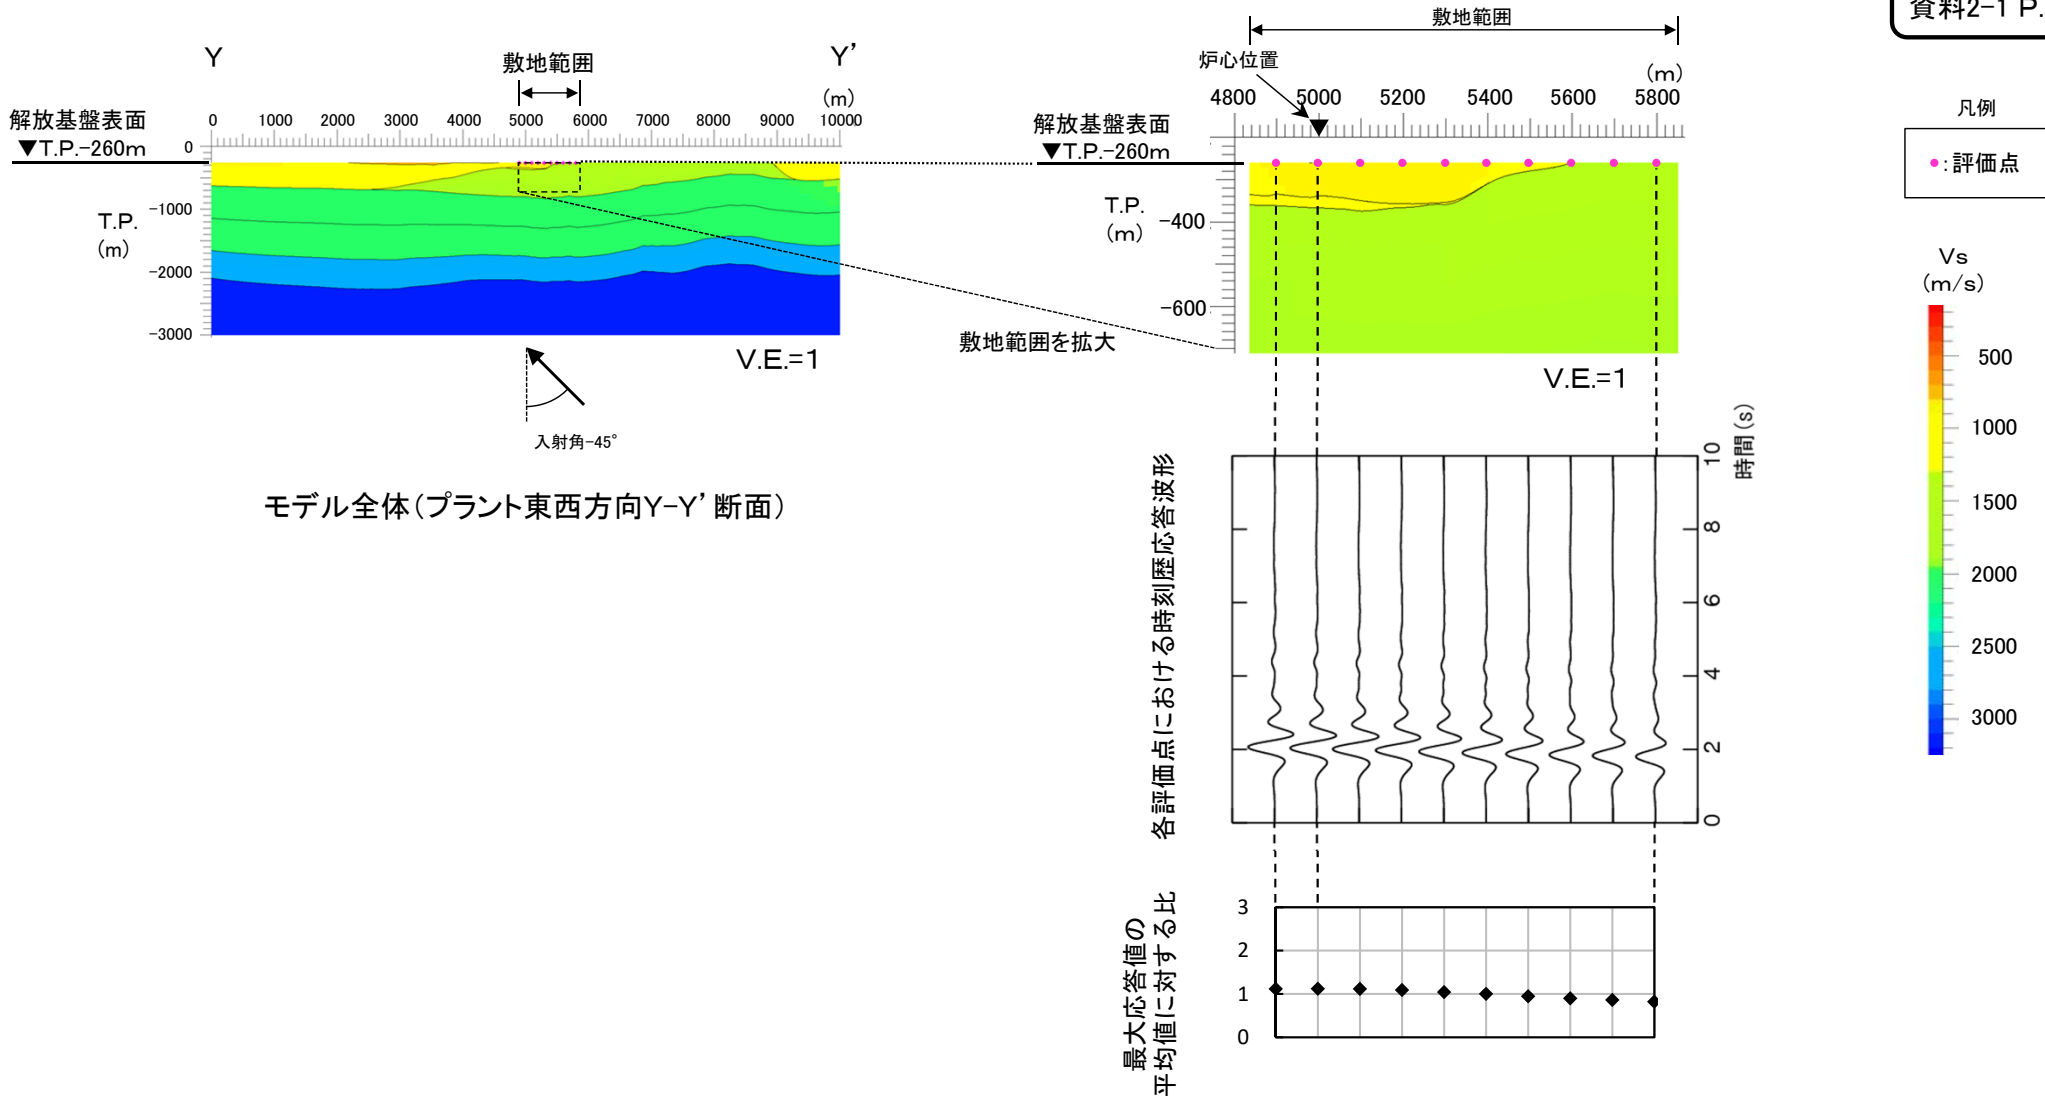 資料2-1 P.
Y
Y’
敷地範囲
(m)
0 1000 2000 3000 4000 5000 6000 7000 8000 9000 10000
解放基盤表面
▼T.P.-260m
0
-1000
-2000
-3000
T.P.
(m)
V.E.=1
入射角-45°
モデル全体(プラント東西方向Y-Y’断面)
敷地範囲
炉心位置
(m)
4800 5000 5200 5400 5600 5800
解放基盤表面
▼T.P.-260m
T.P.
(m)
-400
-600
敷地範囲を拡大
V.E.=1
凡例
●:評価点
Vs
(m/s)
500
1000
1500
2000
2500
3000
各評価点における時刻歴応答波形
時間(s)
10
8
6
4
2
0
最大応答値の
平均値に対する比
3
2
1
0